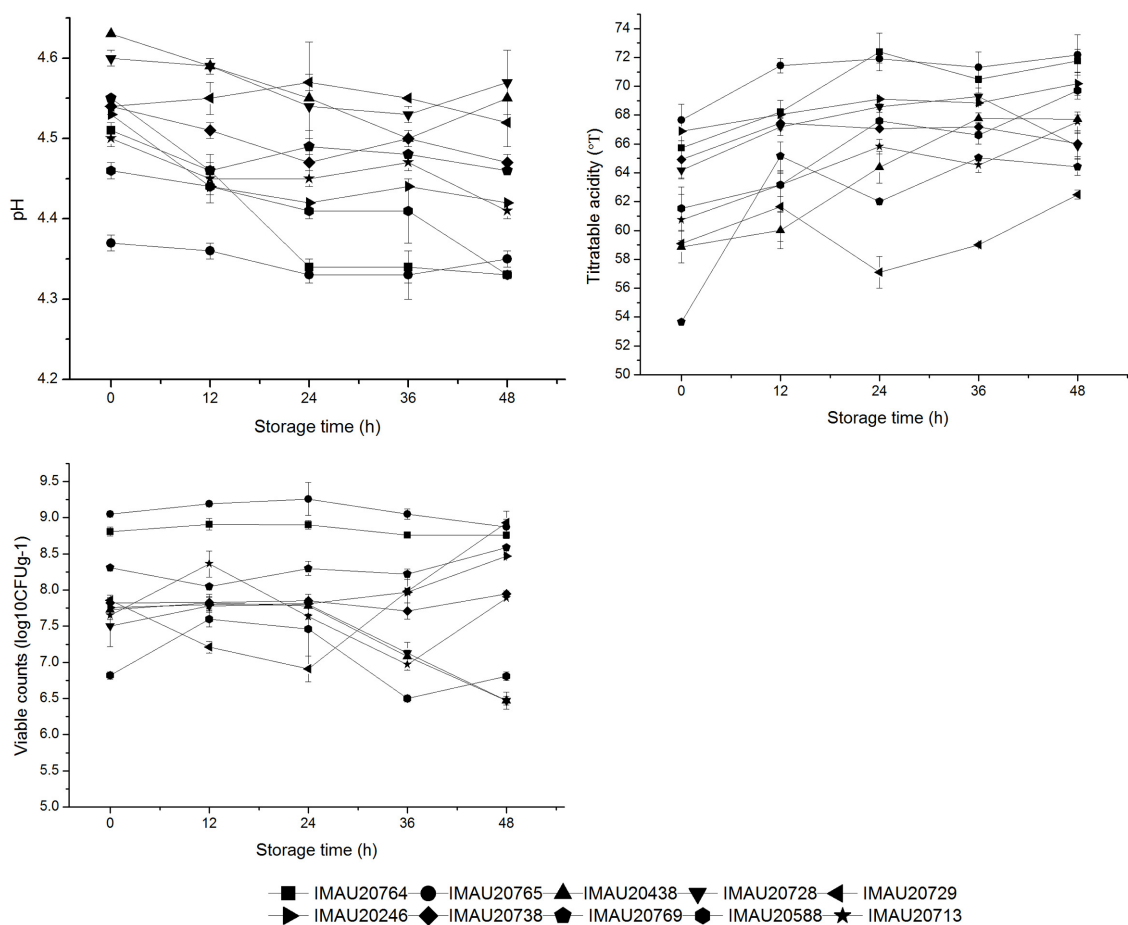 pH
4.6
4.5
4.4
4.3
4.2
0 12 24 36 48
Storage time (h)
Titratable acidity (°T)
74
72
70
68
66
64
62
60
58
56
54
52
50
0 12 24 36 48
Storage time (h)
Viable counts (log10CFUg-1)
9.5
9.0
8.5
8.0
7.5
7.0
6.5
6.0
5.5
5.0
0 12 24 36 48
Storage time (h)
IMAU20764 IMAU20765 IMAU20438 IMAU20728 IMAU20729
IMAU20246 IMAU20738 IMAU20769 IMAU20588 IMAU20713